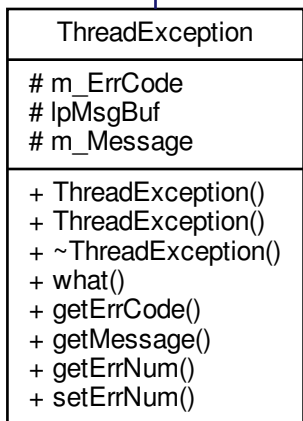 ThreadException
# m_ErrCode
# lpMsgBuf
# m_Message
+ ThreadException()
+ ThreadException()
+ ~ThreadException()
+ what()
+ getErrCode()
+ getMessage()
+ getErrNum()
+ setErrNum()